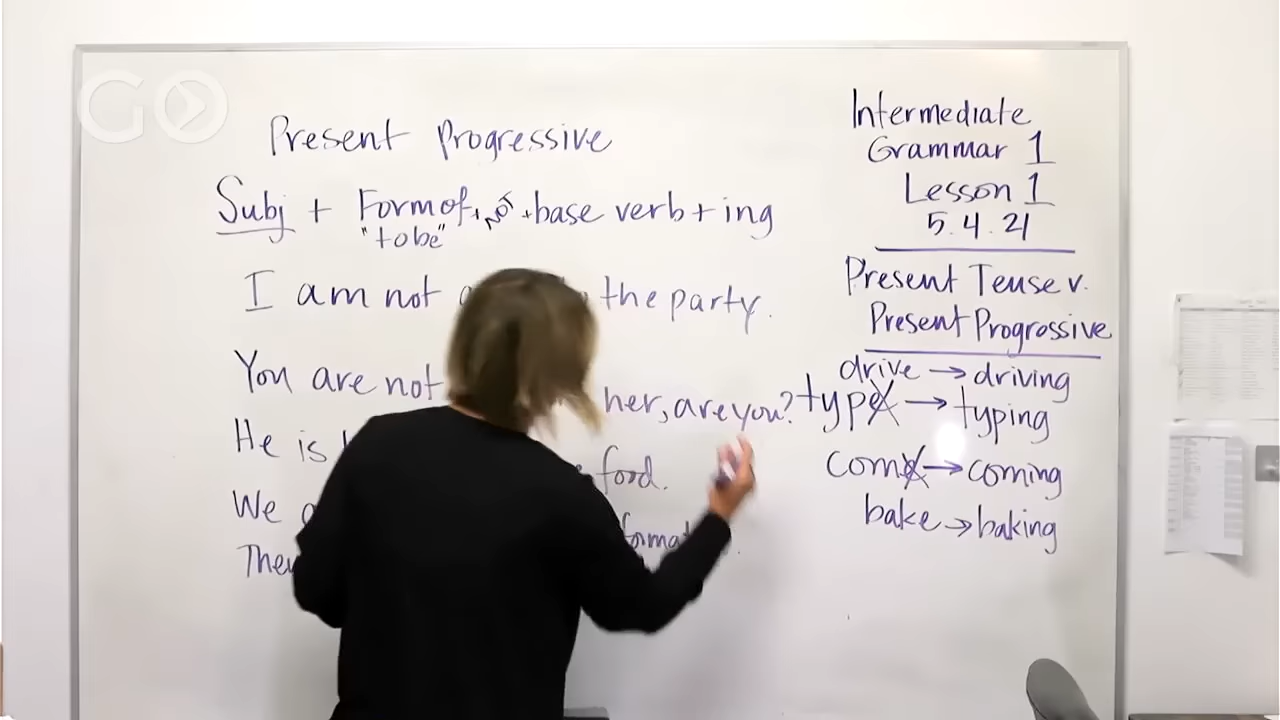 GO
Present Progressive
Subj + Form of + NOT + base verb + ing
"to be"
I am not the party.
You are not her, are you?
He is food.
We
They
Intermediate
Grammar 1
Lesson 1
5.4.21
Present Tense v.
Present Progressive
drive → driving
type → typing
come → coming
bake → baking